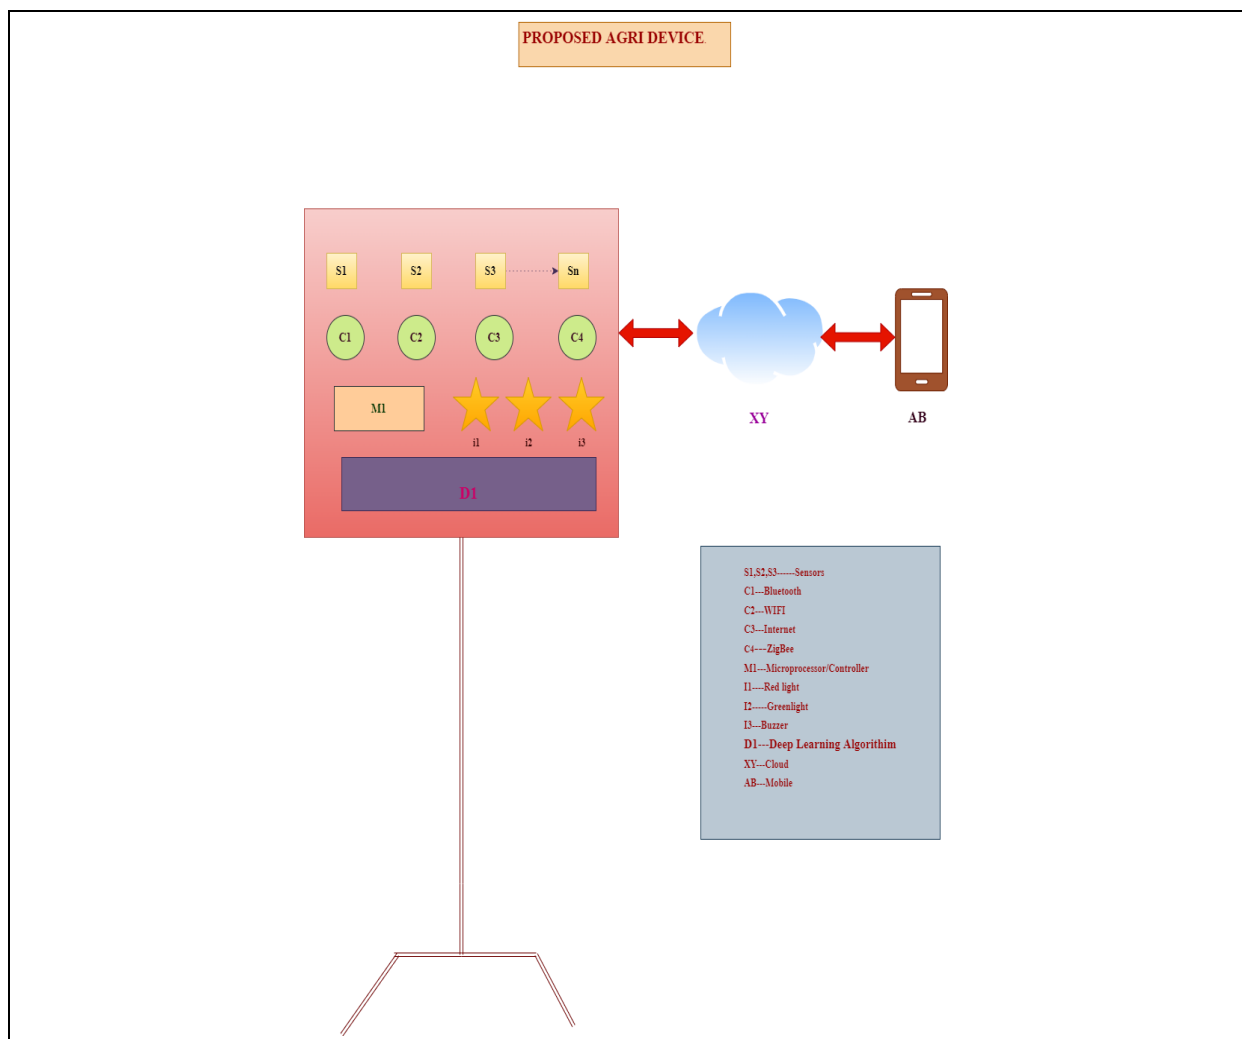 PROPOSED AGRI DEVICE.
S1 S2 S3 Sn
C1 C2 C3 C4
M1
i1 i2 i3
D1
XY
AB
S1,S2,S3------Sensors
C1---Bluetooth
C2---WIFI
C3---Internet
C4---ZigBee
M1---Microprocessor/Controller
I1----Red light
I2-----Greenlight
I3---Buzzer
D1---Deep Learning Algorithim
XY---Cloud
AB---Mobile